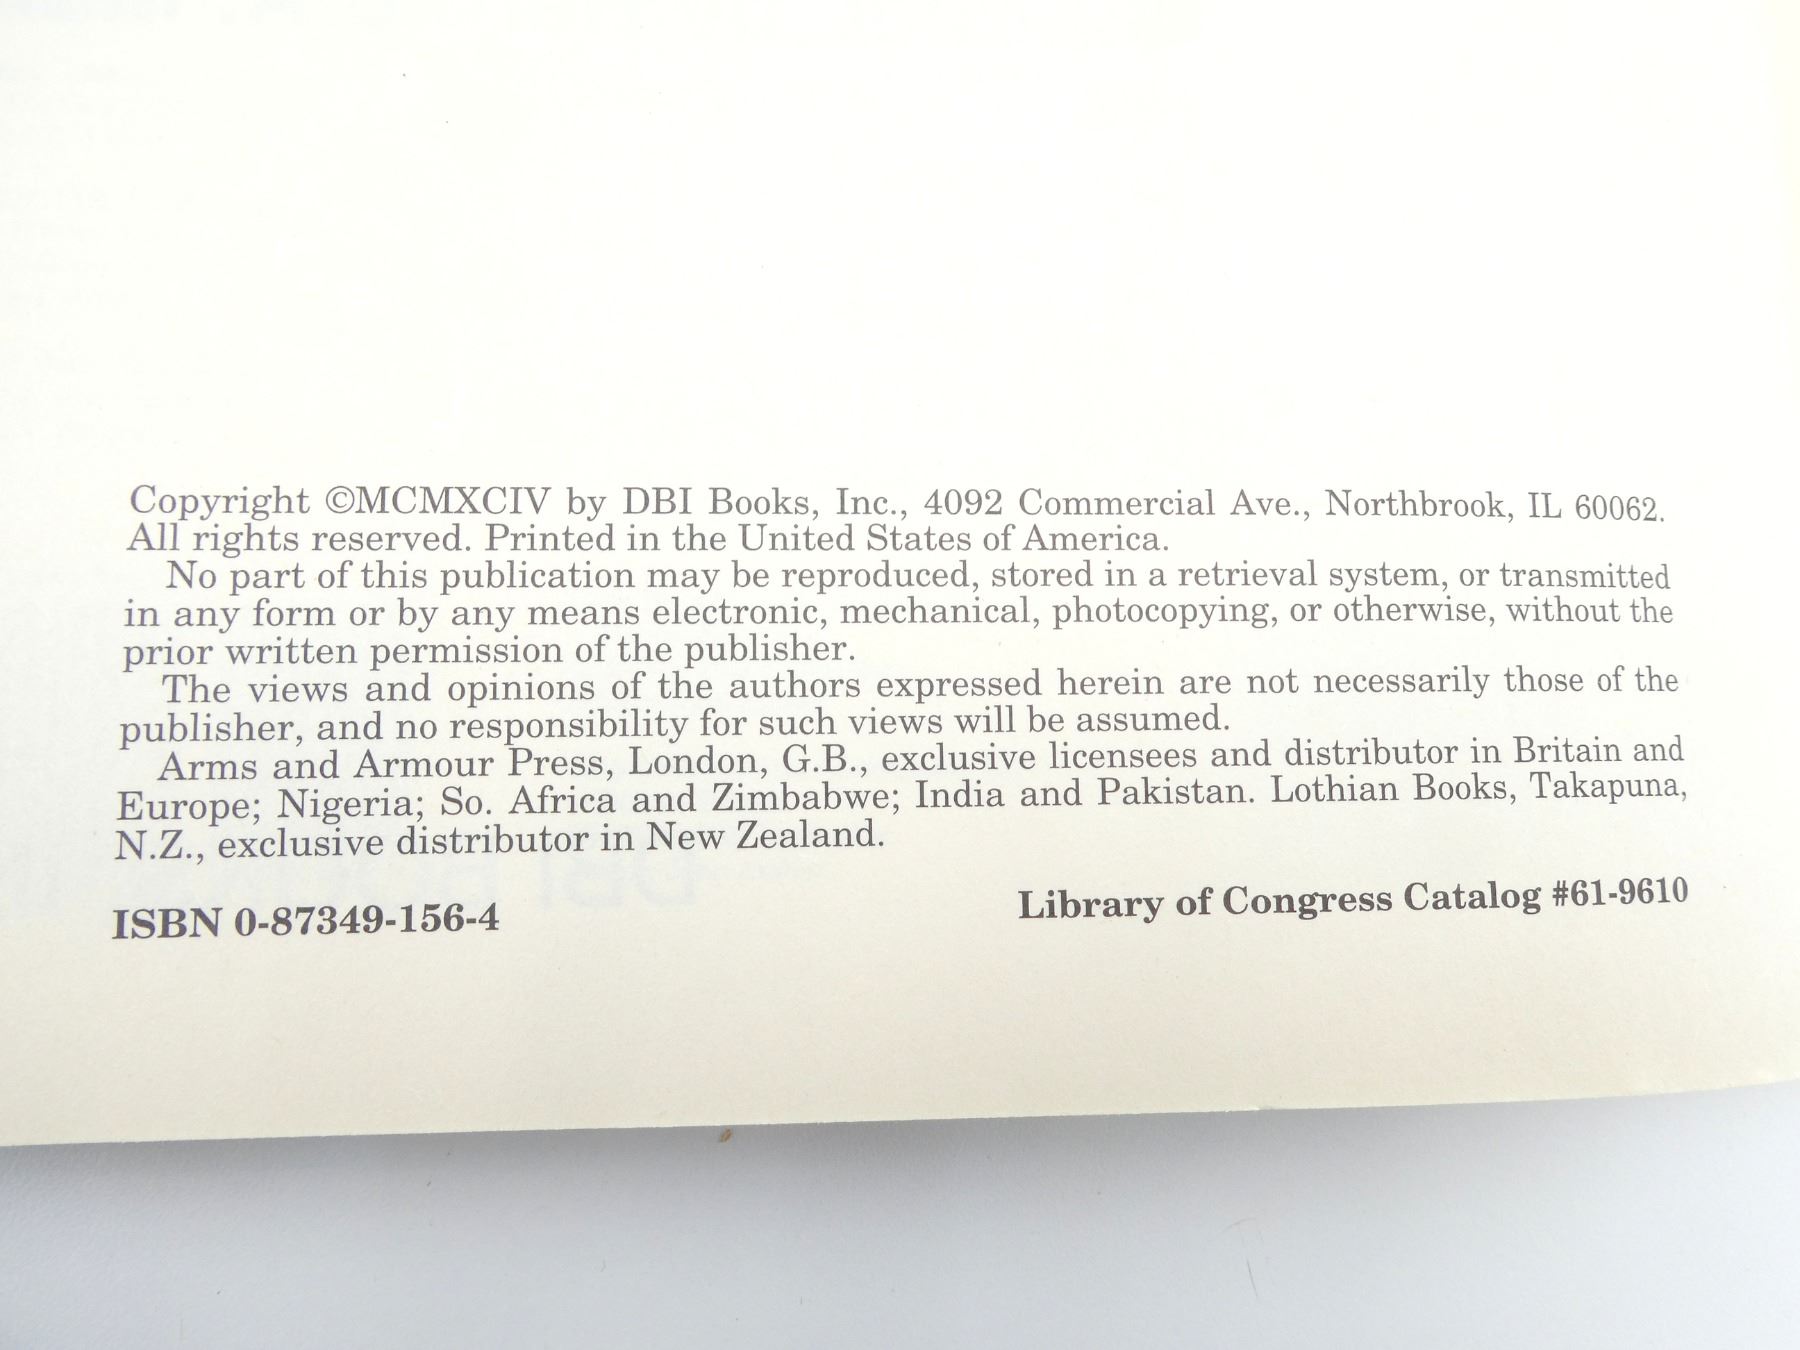 Copyright ©MCMXCIV by DBI Books, Inc., 4092 Commercial Ave., Northbrook, IL 60062.
All rights reserved. Printed in the United States of America.
No part of this publication may be reproduced, stored in a retrieval system, or transmitted
in any form or by any means electronic, mechanical, photocopying, or otherwise, without the
prior written permission of the publisher.
The views and opinions of the authors expressed herein are not necessarily those of the
publisher, and no responsibility for such views will be assumed.
Arms and Armour Press, London, G.B., exclusive licensees and distributor in Britain and
Europe; Nigeria; So. Africa and Zimbabwe; India and Pakistan. Lothian Books, Takapuna,
N.Z., exclusive distributor in New Zealand.
ISBN 0-87349-156-4
Library of Congress Catalog #61-9610